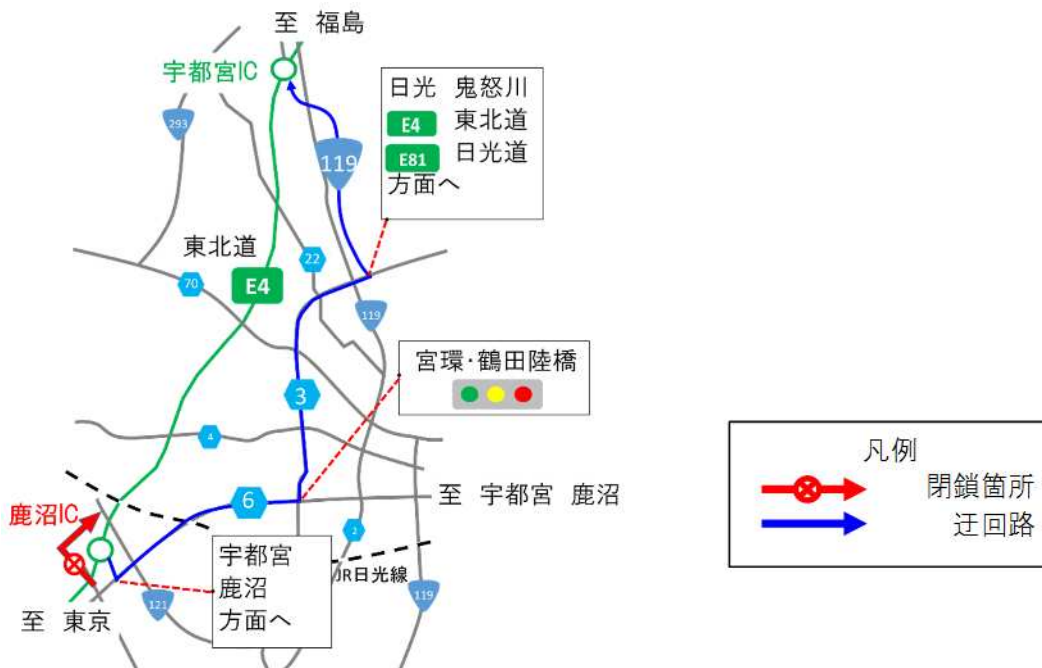 至 福島
宇都宮IC
日光 鬼怒川
E4 東北道
E81 日光道
方面へ
293
119
東北道
E4
22
70
119
宮環・鶴田陸橋
3
4
6
至 宇都宮 鹿沼
鹿沼IC
宇都宮
鹿沼
方面へ
JR日光線
121
119
至 東京
凡例
閉鎖箇所
迂回路